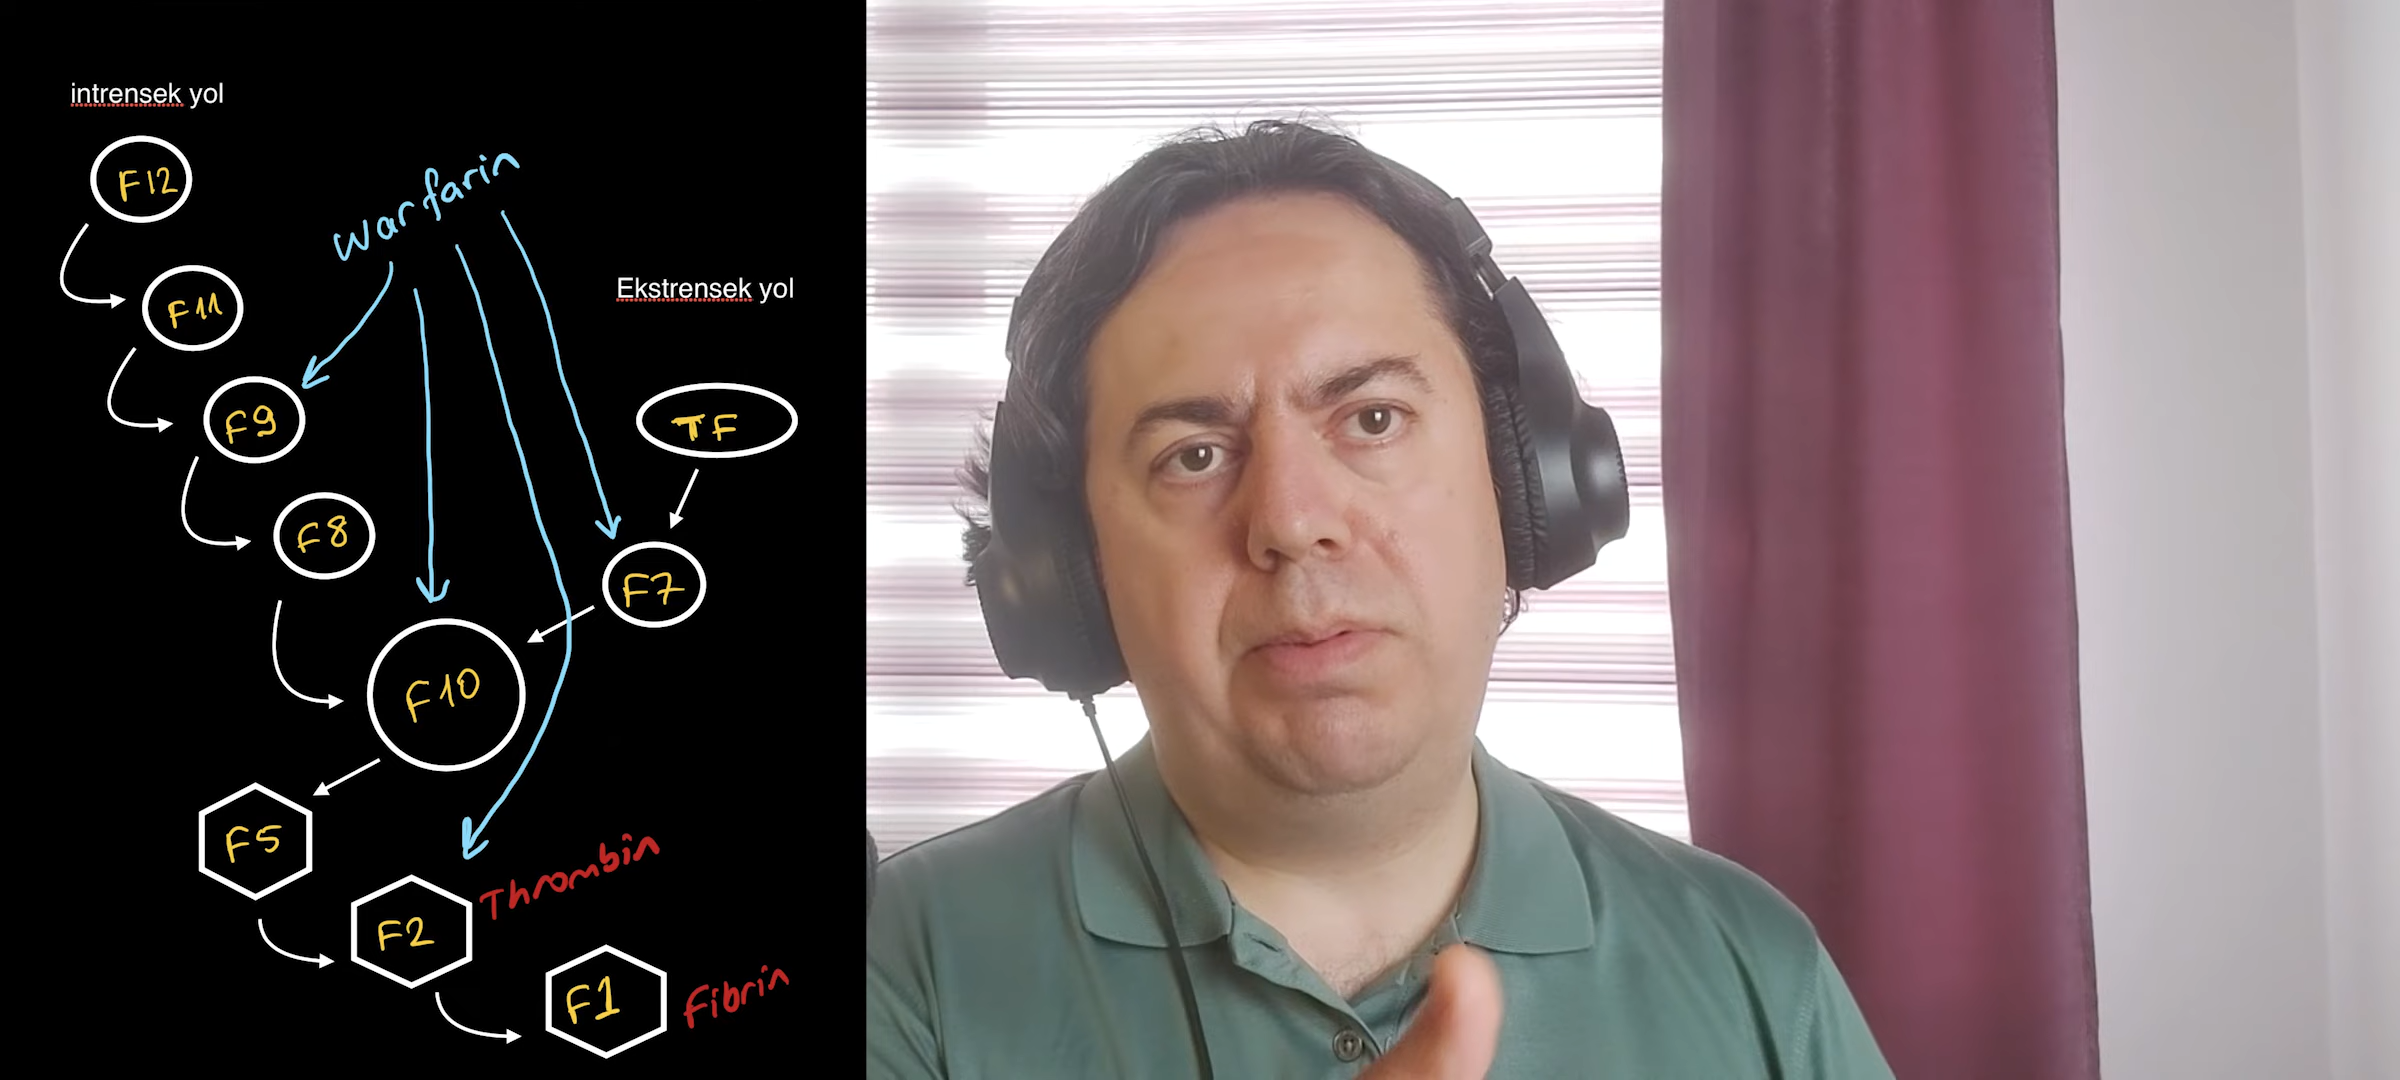 intrensek yol
F12
warfarin
Ekstrensek yol
F11
F9
TF
F8
F7
F10
F5
Thrombin
F2
F1
Fibrin